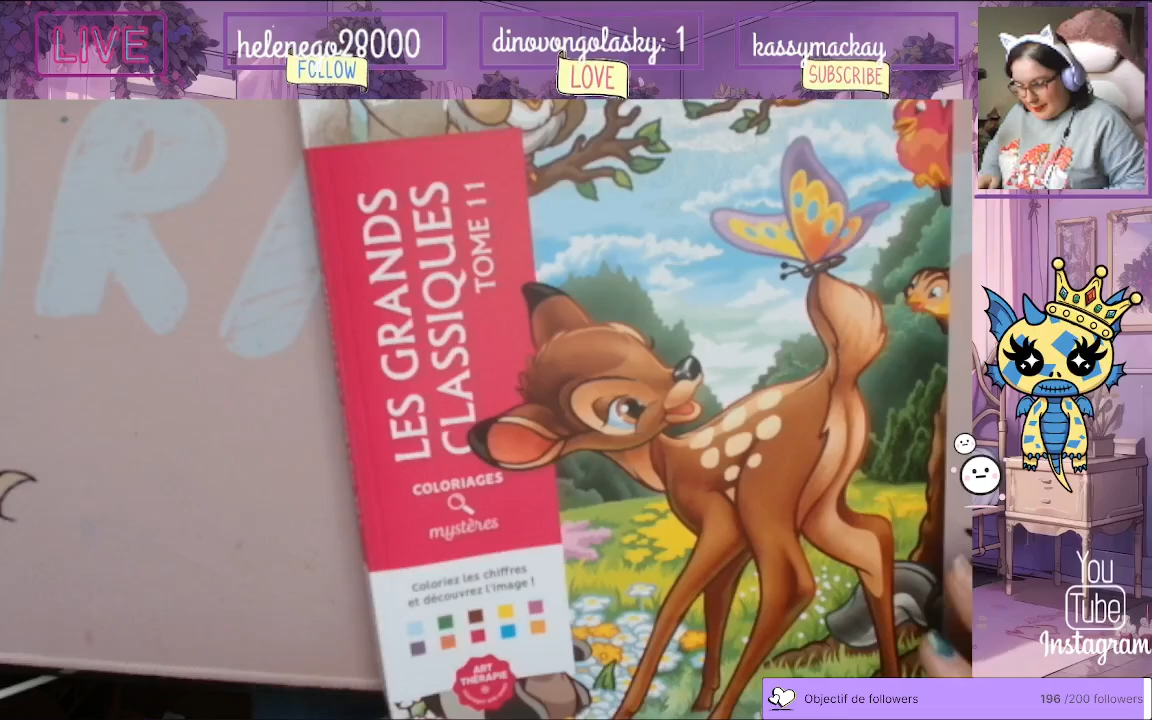 LIVE
helenego28000
FOLLOW
dinovongolasky: 1
LOVE
kassymackay
SUBSCRIBE
LES GRANDS
CLASSIQUES
TOME 11
COLORIAGES
mystères
Coloriez les chiffres
et découvrez l'image !
ART
THÉRAPIE
You
Tube
Instagram
Objectif de followers
196 /200 followers